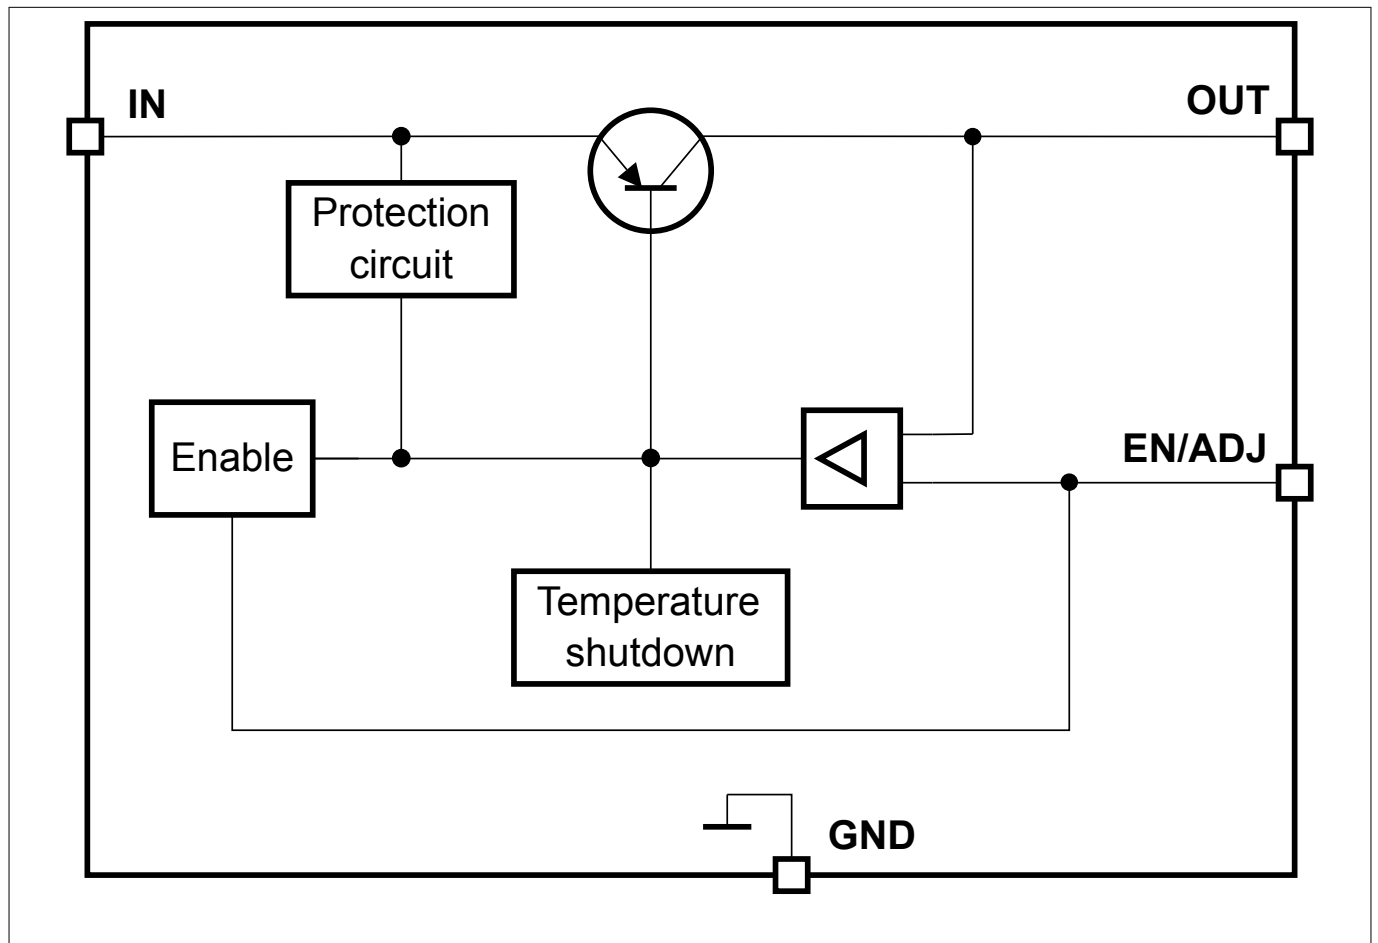 IN
OUT
Protection
circuit
Enable
EN/ADJ
Temperature
shutdown
GND